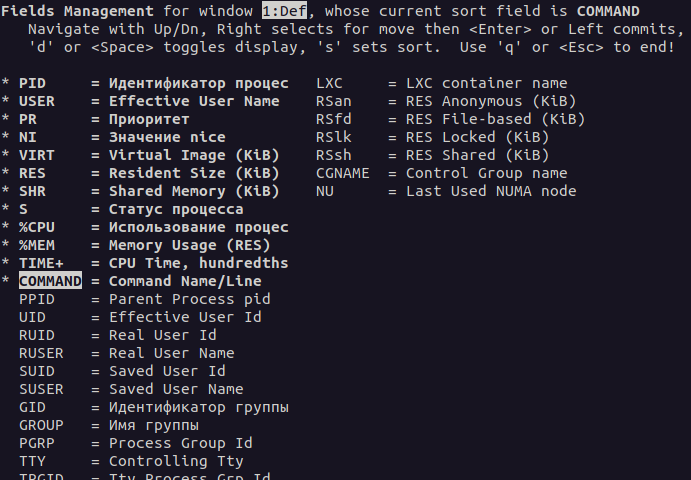 Fields Management for window 1:Def, whose current sort field is COMMAND
Navigate with Up/Dn, Right selects for move then <Enter> or Left commits,
'd' or <Space> toggles display, 's' sets sort.  Use 'q' or <Esc> to end!
* PID     = Идентификатор процес   LXC     = LXC container name
* USER    = Effective User Name    RSan    = RES Anonymous (KiB)
* PR      = Приоритет              RSfd    = RES File-based (KiB)
* NI      = Значение nice          RSlk    = RES Locked (KiB)
* VIRT    = Virtual Image (KiB)    RSsh    = RES Shared (KiB)
* RES     = Resident Size (KiB)    CGNAME  = Control Group name
* SHR     = Shared Memory (KiB)    NU      = Last Used NUMA node
* S       = Статус процесса
* %CPU    = Использование процес
* %MEM    = Memory Usage (RES)
* TIME+   = CPU Time, hundredths
* COMMAND = Command Name/Line
PPID    = Parent Process pid
UID     = Effective User Id
RUID    = Real User Id
RUSER   = Real User Name
SUID    = Saved User Id
SUSER   = Saved User Name
GID     = Идентификатор группы
GROUP   = Имя группы
PGRP    = Process Group Id
TTY     = Controlling Tty
TPGID   = Tty Process Grp Id